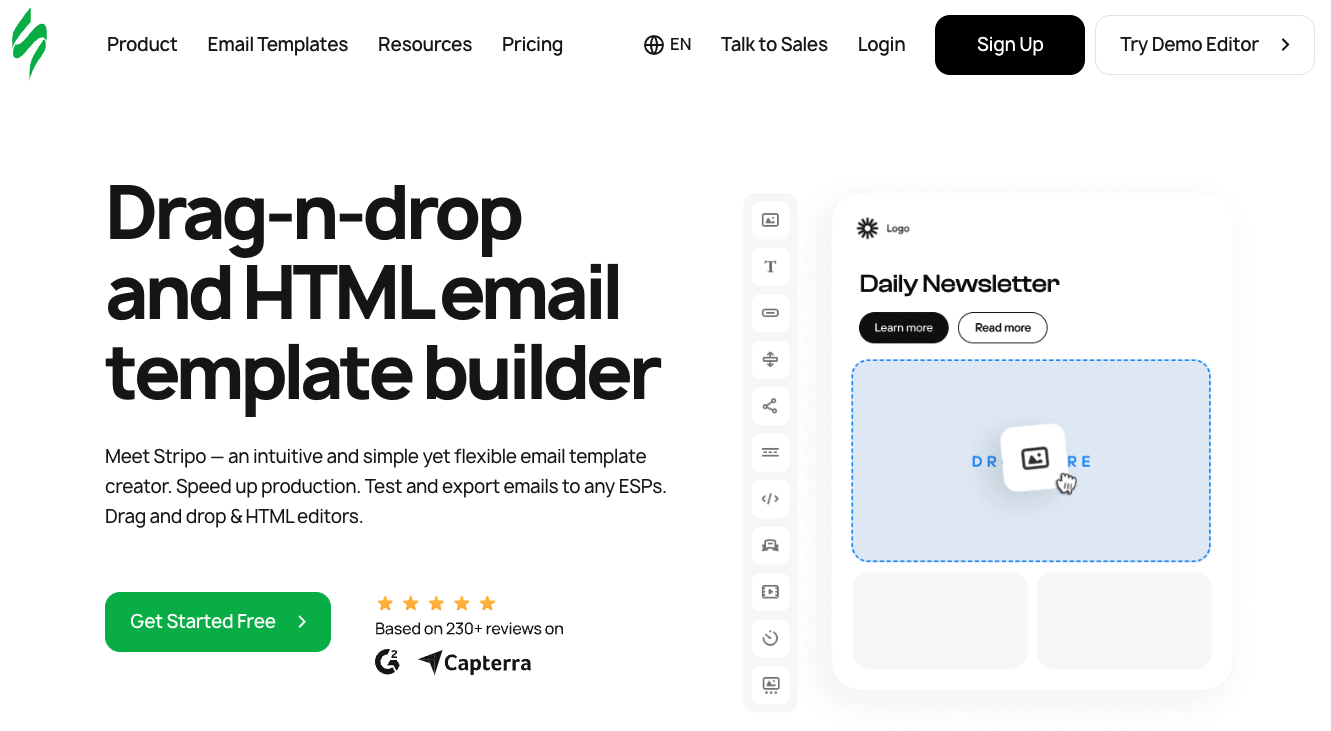 Product Email Templates Resources Pricing EN Talk to Sales Login Sign Up Try Demo Editor
Drag-n-drop
and HTML email
template builder
Meet Stripo — an intuitive and simple yet flexible email template
creator. Speed up production. Test and export emails to any ESPs.
Drag and drop & HTML editors.
Get Started Free
Based on 230+ reviews on
G2 Capterra
T
Logo
Daily Newsletter
Learn more Read more